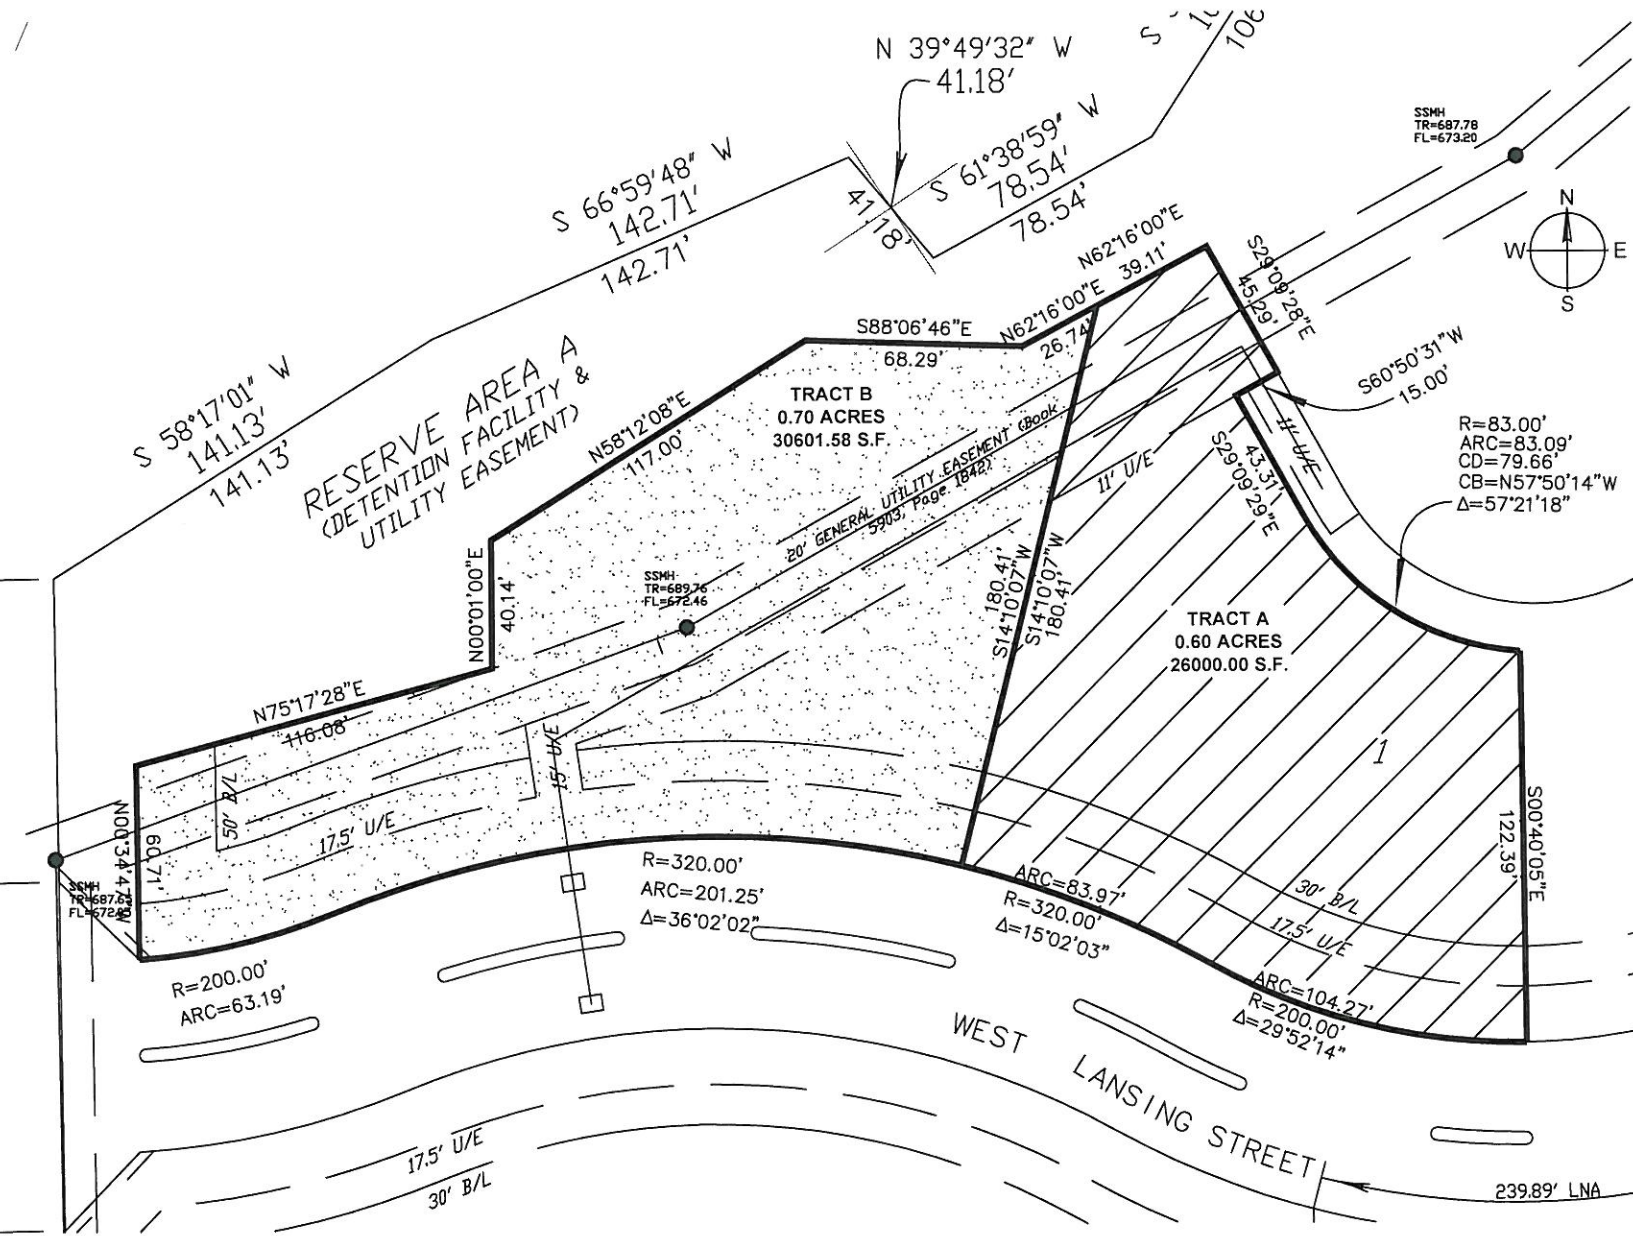 N 39°49'32" W
41.18'
S 66°59'48" W
142.71'
142.71'
41.18'
S 61°38'59" W
78.54'
78.54'
S
106
SSMH
TR=687.78
FL=673.20
N
W E
S
S 58°17'01" W
141.13'
141.13'
RESERVE AREA A
(DETENTION FACILITY &
UTILITY EASEMENT)
N62°16'00"E
39.11'
N62°16'00"E
26.74'
S29°09'28"E
45.29'
S88°06'46"E
68.29'
S60°50'31"W
15.00'
N58°12'08"E
117.00'
TRACT B
0.70 ACRES
30601.58 S.F.
20' GENERAL UTILITY EASEMENT (Book
5903, Page 1842)
11' U/E
11' U/E
43.31'
S29°09'29"E
R=83.00'
ARC=83.09'
CD=79.66'
CB=N57°50'14"W
Δ=57°21'18"
N00°01'00"E
40.14'
SSMH
TR=689.76
FL=672.46
180.41'
S14°10'07"W
S14°10'07"W
180.41'
TRACT A
0.60 ACRES
26000.00 S.F.
1
N75°17'28"E
116.08'
50' B/L
17.5' U/E
15' U/E
N00°34'47"W
60.71'
SSMH
S00°40'05"E
122.39'
R=320.00'
ARC=201.25'
Δ=36°02'02"
ARC=83.97'
R=320.00'
Δ=15°02'03"
30' B/L
17.5' U/E
R=200.00'
ARC=63.19'
ARC=104.27'
R=200.00'
Δ=29°52'14"
WEST LANSING STREET
17.5' U/E
30' B/L
239.89' LNA